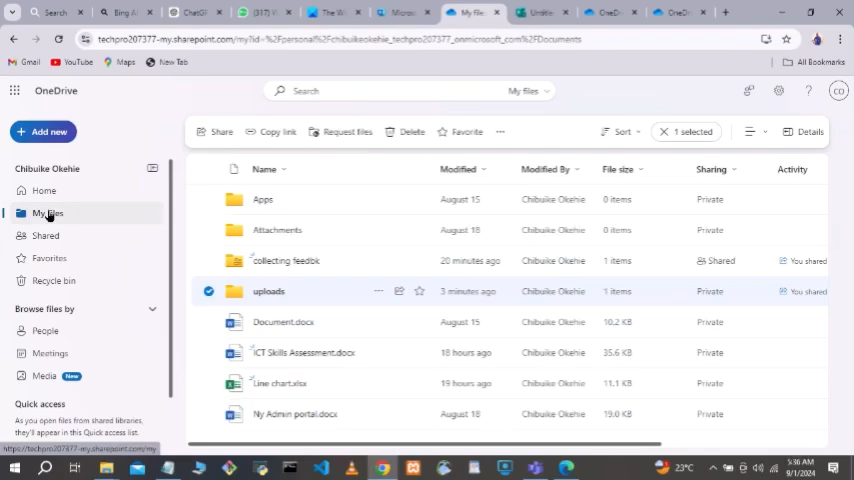 Search
Bing AI
ChatGP
(317) W
The Wi
Micros
My files
Untitle
OneDri
OneDri
techpro207377-my.sharepoint.com/my?id=%2Fpersonal%2Fchibuikeokehie_techpro207377_onmicrosoft_com%2FDocuments
Gmail YouTube Maps New Tab All Bookmarks
OneDrive Search My files CO
Add new Share Copy link Request files Delete Favorite ... Sort 1 selected Details
Chibuike Okehie
Home
My files
Shared
Favorites
Recycle bin
Browse files by
People
Meetings
Media New
Quick access
As you open files from shared libraries,
they'll appear in this Quick access list.
Name Modified Modified By File size Sharing Activity
Apps August 15 Chibuike Okehie 0 items Private
Attachments August 18 Chibuike Okehie 0 items Private
collecting feedbk 20 minutes ago Chibuike Okehie 1 items Shared You shared
uploads ... 3 minutes ago Chibuike Okehie 1 items Private You shared
Document.docx August 15 Chibuike Okehie 10.2 KB Private
ICT Skills Assessment.docx 18 hours ago Chibuike Okehie 35.6 KB Private
Line chart.xlsx 19 hours ago Chibuike Okehie 11.1 KB Private
Ny Admin portal.docx August 18 Chibuike Okehie 19.0 KB Private
https://techpro207377-my.sharepoint.com/my
23°C
5:36 AM
9/1/2024